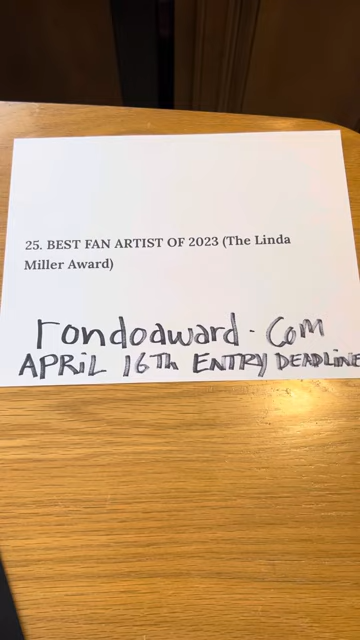 25. BEST FAN ARTIST OF 2023 (The Linda
Miller Award)
rondoaward.com
APRIL 16Th ENTRY DEADLINE